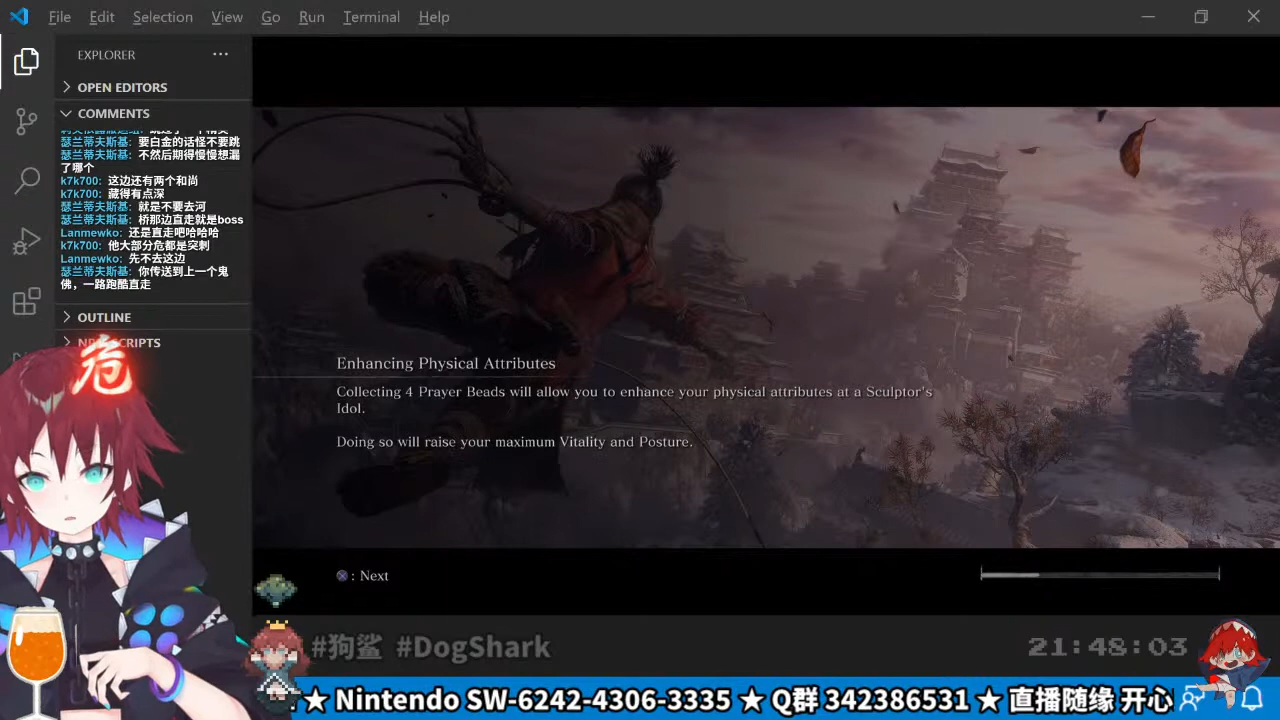 File Edit Selection View Go Run Terminal Help
EXPLORER
OPEN EDITORS
COMMENTS
瑟兰蒂夫斯基: 要白金的话怪不要跳
瑟兰蒂夫斯基: 不然后期得慢慢想漏
了哪个
k7k700: 这边还有两个和尚
k7k700: 藏得有点深
瑟兰蒂夫斯基: 就是不要去河
瑟兰蒂夫斯基: 桥那边直走就是boss
Lanmewko: 还是直走吧哈哈哈
k7k700: 他大部分危都是突刺
Lanmewko: 先不去这边
瑟兰蒂夫斯基: 你传送到上一个鬼
佛，一路跑酷直走
OUTLINE
SCRIPTS
危
Enhancing Physical Attributes
Collecting 4 Prayer Beads will allow you to enhance your physical attributes at a Sculptor's
Idol.
Doing so will raise your maximum Vitality and Posture.
: Next
#狗鲨 #DogShark
21:48:03
★ Nintendo SW-6242-4306-3335 ★ Q群 342386531 ★ 直播随缘 开心